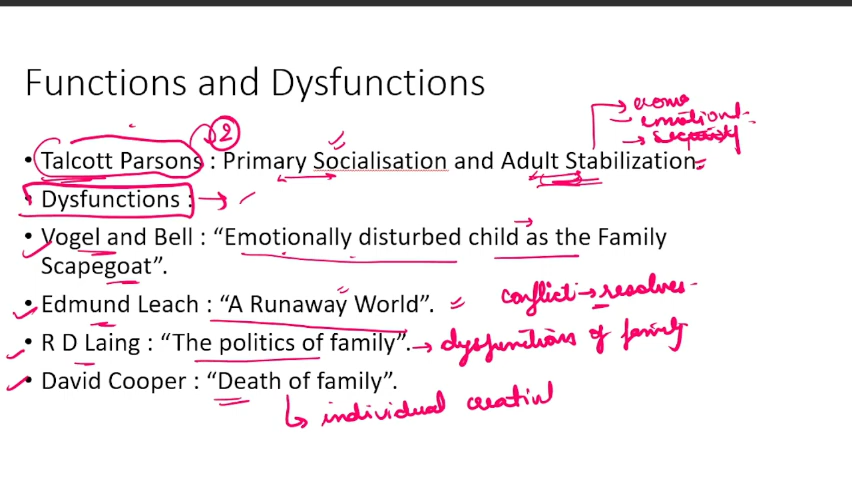 Functions and Dysfunctions
2
emotional
• Talcott Parsons : Primary Socialisation and Adult Stabilization
• Dysfunctions :
• Vogel and Bell : “Emotionally disturbed child as the Family
Scapegoat”.
• Edmund Leach : “A Runaway World”.
conflict → resolves
• R D Laing : “The politics of family”.
→ dysfunctions of family
• David Cooper : “Death of family”.
individual